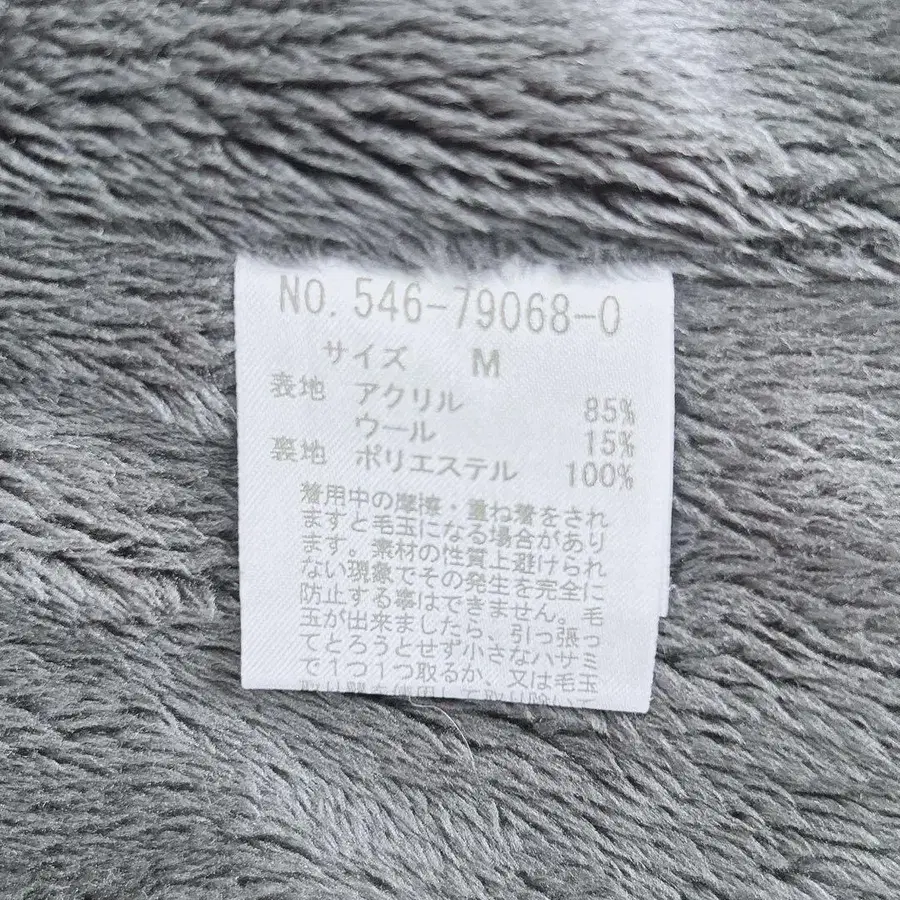 NO. 546-79068-0
サイズ M
表地 アクリル 85%
ウール 15%
裏地 ポリエステル 100%
着用中の摩擦・重ね着をされ
ますと毛玉になる場合があり
ます。素材の性質上避けられ
ない現象でその発生を完全に
防止する事はできません。毛
玉が出来ましたら、引っ張っ
てとろうとせず小さなハサミ
で1つ1つ取るか、又は毛玉